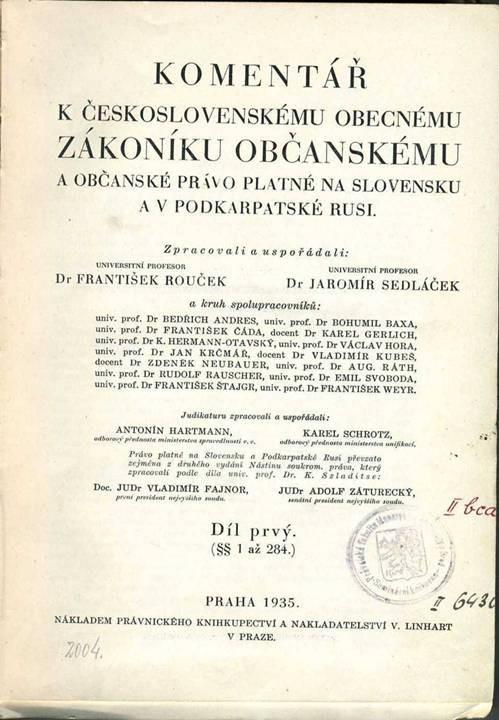 KOMENTÁŘ
K ČESKOSLOVENSKÉMU OBECNÉMU
ZÁKONÍKU OBČANSKÉMU
A OBČANSKÉ PRÁVO PLATNÉ NA SLOVENSKU
A V PODKARPATSKÉ RUSI.
Zpracovali a uspořádali:
UNIVERSITNÍ PROFESOR
Dr FRANTIŠEK ROUČEK
UNIVERSITNÍ PROFESOR
Dr JAROMÍR SEDLÁČEK
a kruh spolupracovníků:
univ. prof. Dr BEDŘICH ANDRES, univ. prof. Dr BOHUMIL BAXA,
univ. prof. Dr FRANTIŠEK ČÁDA, docent Dr KAREL GERLICH,
univ. prof. Dr K. HERMANN-OTAVSKÝ, univ. prof. Dr VÁCLAV HORA,
univ. prof. Dr JAN KRČMÁŘ, docent Dr VLADIMÍR KUBEŠ,
docent Dr ZDENĚK NEUBAUER, univ. prof. Dr AUG. RÁTH,
univ. prof. Dr RUDOLF RAUSCHER, univ. prof. Dr EMIL SVOBODA,
univ. prof. Dr FRANTIŠEK ŠTAJGR, univ. prof. Dr FRANTIŠEK WEYR.
Judikaturu zpracovali a uspořádali:
ANTONÍN HARTMANN,
odborový přednosta ministerstva spravedlnosti v. v.
KAREL SCHROTZ,
odborový přednosta ministerstva unifikací.
Právo platné na Slovensku a Podkarpatské Rusi převzato
zejména z druhého vydání Nástinu soukrom. práva, který
zpracovali podle díla univ. prof. Dr. K. Szladitse:
Doc. JUDr VLADIMÍR FAJNOR,
první president nejvyššího soudu.
JUDr ADOLF ZÁTURECKÝ,
senátní president nejvyššího soudu.
II bca
Díl prvý.
(§§ 1 až 284.)
PRAHA 1935.
II 6430
NÁKLADEM PRÁVNICKÉHO KNIHKUPECTVÍ A NAKLADATELSTVÍ V. LINHART
V PRAZE.
2004.